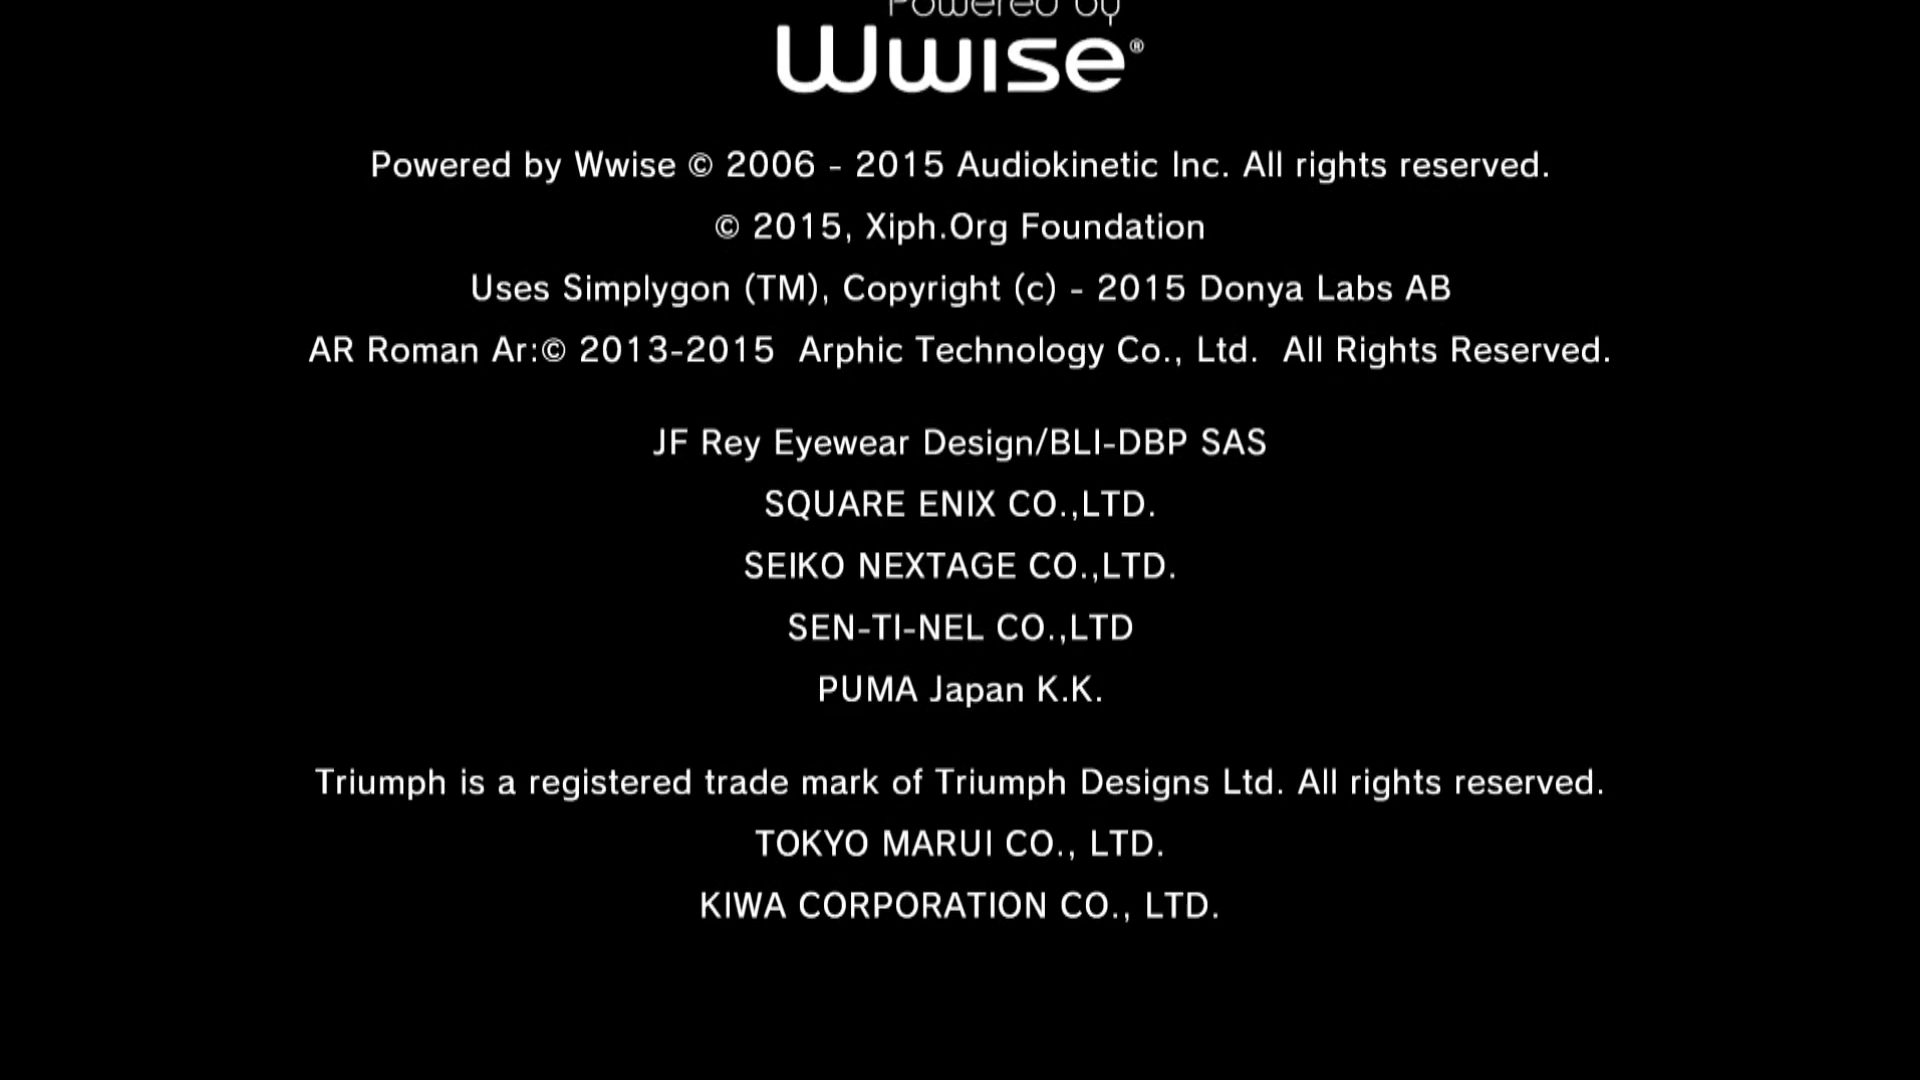 Powered by
Wwise®
Powered by Wwise © 2006 - 2015 Audiokinetic Inc. All rights reserved.
© 2015, Xiph.Org Foundation
Uses Simplygon (TM), Copyright (c) - 2015 Donya Labs AB
AR Roman Ar:© 2013-2015  Arphic Technology Co., Ltd.  All Rights Reserved.
JF Rey Eyewear Design/BLI-DBP SAS
SQUARE ENIX CO.,LTD.
SEIKO NEXTAGE CO.,LTD.
SEN-TI-NEL CO.,LTD
PUMA Japan K.K.
Triumph is a registered trade mark of Triumph Designs Ltd. All rights reserved.
TOKYO MARUI CO., LTD.
KIWA CORPORATION CO., LTD.